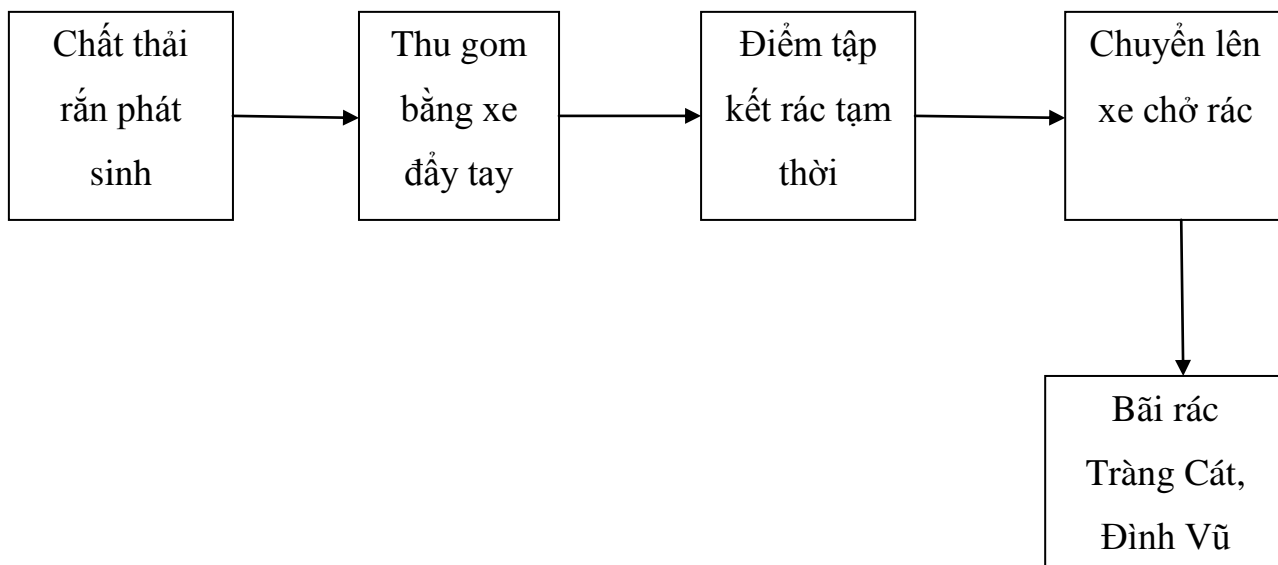 Chất thải
rắn phát
sinh
Thu gom
bằng xe
đẩy tay
Điểm tập
kết rác tạm
thời
Chuyển lên
xe chở rác
Bãi rác
Tràng Cát,
Đình Vũ